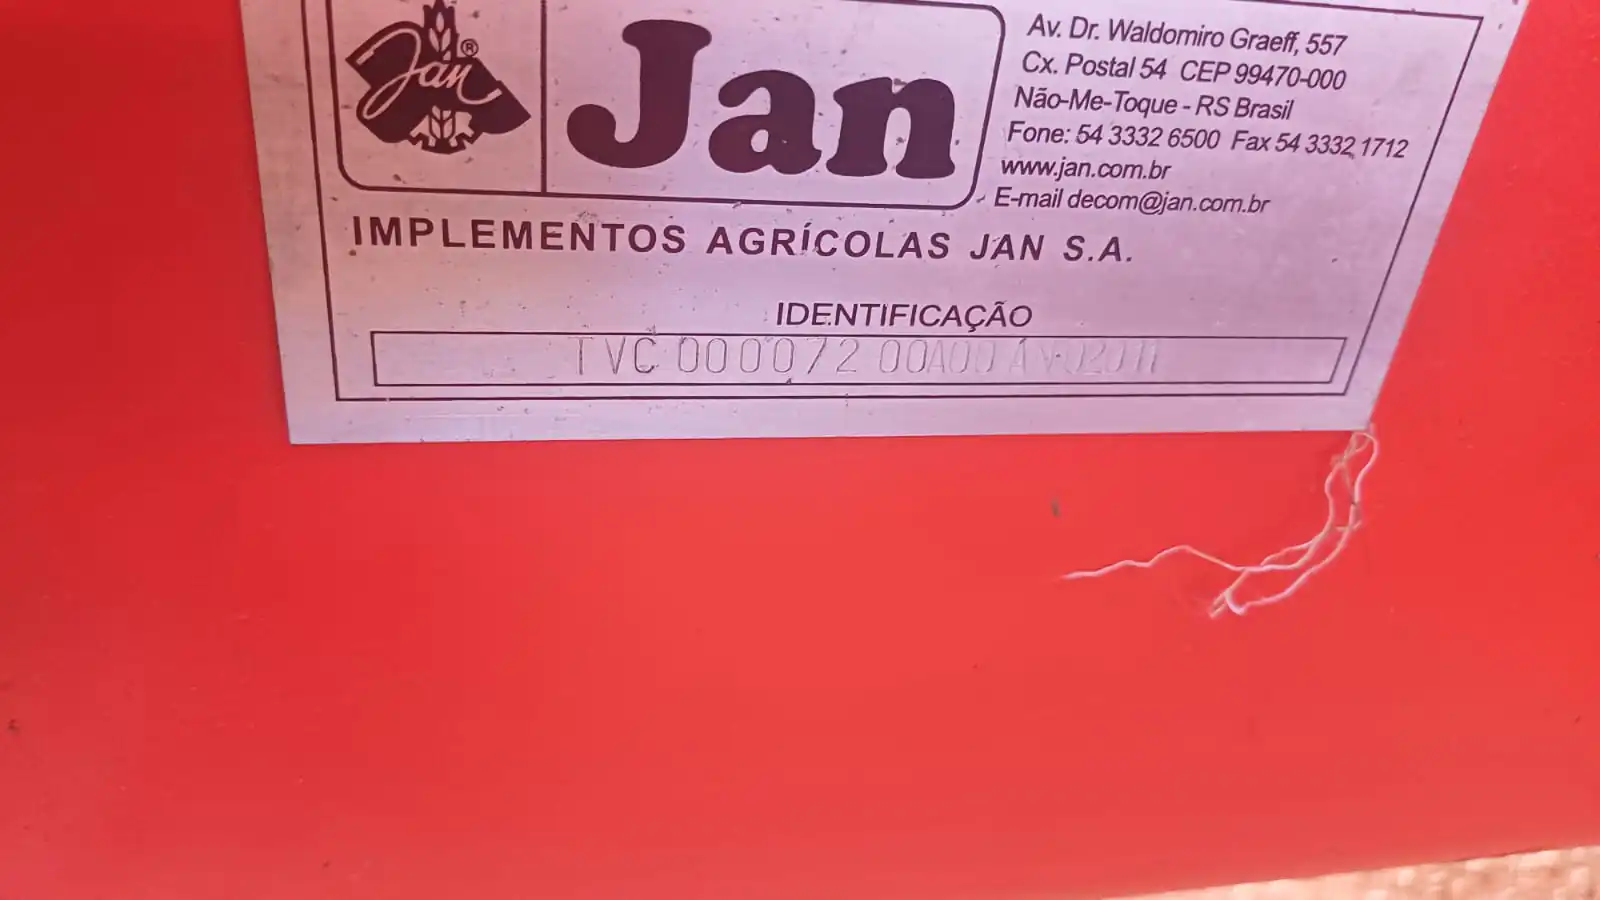 Jan®
Jan
Av. Dr. Waldomiro Graeff, 557
Cx. Postal 54 CEP 99470-000
Não-Me-Toque - RS Brasil
Fone: 54 3332 6500 Fax 54 3332 1712
www.jan.com.br
E-mail decom@jan.com.br
IMPLEMENTOS AGRÍCOLAS JAN S.A.
IDENTIFICAÇÃO
TVC 000072 00A00